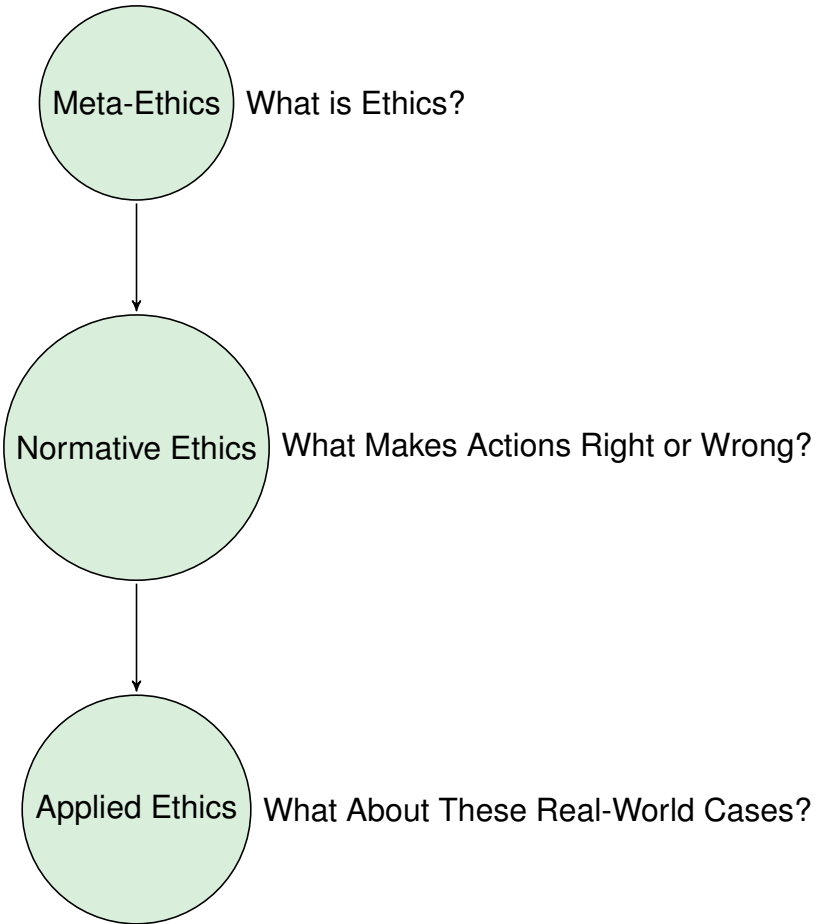 Meta-Ethics What is Ethics?
Normative Ethics What Makes Actions Right or Wrong?
Applied Ethics What About These Real-World Cases?